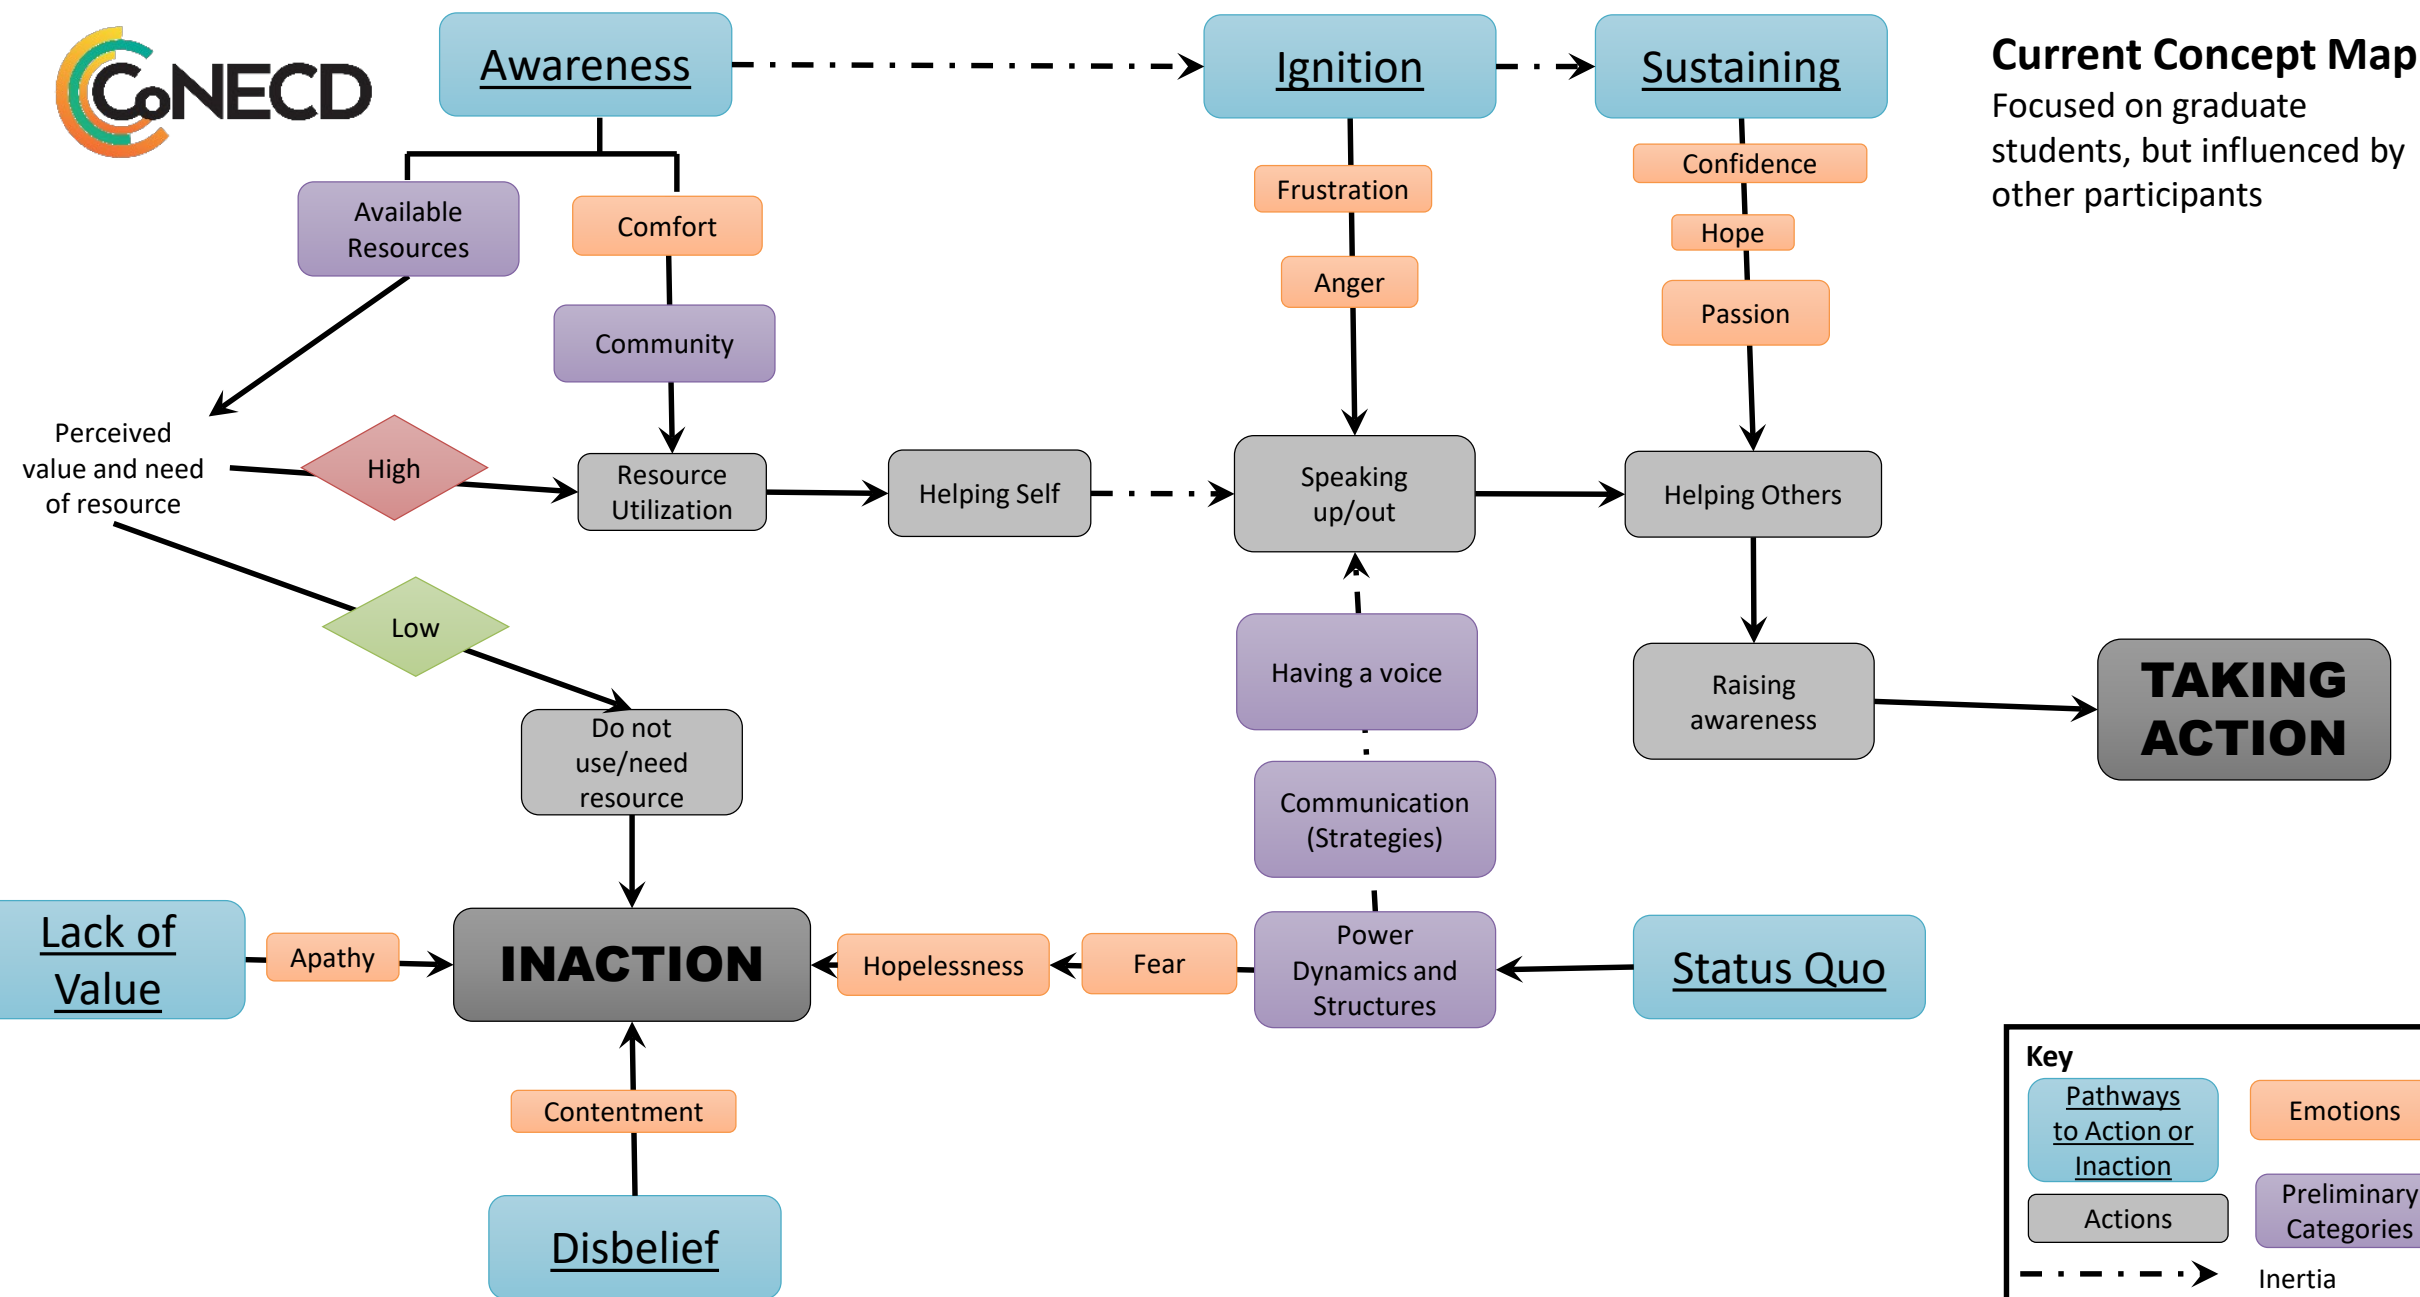 CoNECD
Awareness
Ignition
Sustaining
Current Concept Map
Focused on graduate
students, but influenced by
other participants
Available
Resources
Comfort
Community
Frustration
Anger
Confidence
Hope
Passion
Perceived
value and need
of resource
High
Resource
Utilization
Helping Self
Speaking
up/out
Helping Others
Low
Do not
use/need
resource
Having a voice
Raising
awareness
TAKING
ACTION
Communication
(Strategies)
Lack of
Value
Apathy
INACTION
Hopelessness
Fear
Power
Dynamics and
Structures
Status Quo
Contentment
Disbelief
Key
Pathways
to Action or
Inaction
Emotions
Actions
Preliminary
Categories
Inertia